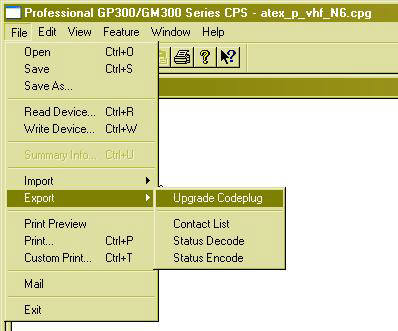 Professional GP300/GM300 Series CPS - atex_p_vhf_N6.cpg
File Edit View Feature Window Help
Open Ctrl+O
Save Ctrl+S
Save As...
Read Device... Ctrl+R
Write Device... Ctrl+W
Summary Info... Ctrl+U
Import
Export
Upgrade Codeplug
Print Preview
Contact List
Print... Ctrl+P
Status Decode
Custom Print... Ctrl+T
Status Encode
Mail
Exit